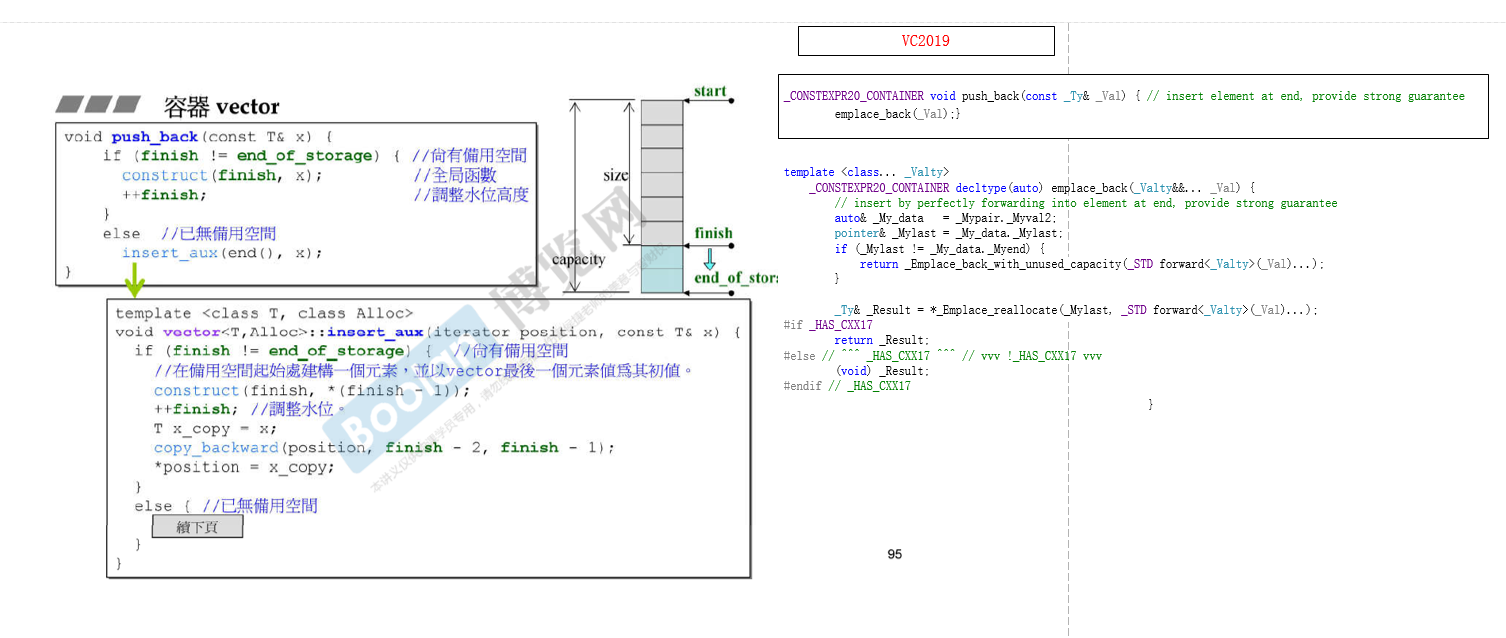 容器 vector
void push_back(const T& x) {
if (finish != end_of_storage) { //尚有備用空間
construct(finish, x); //全局函數
++finish; //調整水位高度
}
else //已無備用空間
insert_aux(end(), x);
}
start
size
finish
capacity
end_of_stora
template <class T, class Alloc>
void vector<T,Alloc>::insert_aux(iterator position, const T& x) {
if (finish != end_of_storage) { //尚有備用空間
//在備用空間起始處建構一個元素，並以vector最後一個元素值爲其初値。
construct(finish, *(finish - 1));
++finish; //調整水位。
T x_copy = x;
copy_backward(position, finish - 2, finish - 1);
*position = x_copy;
}
else { //已無備用空間
續下頁
}
}
Boolan 博览网
VC2019
_CONSTEXPR20_CONTAINER void push_back(const _Ty& _Val) { // insert element at end, provide strong guarantee
emplace_back(_Val);}
template <class... _Valty>
_CONSTEXPR20_CONTAINER decltype(auto) emplace_back(_Valty&&... _Val) {
// insert by perfectly forwarding into element at end, provide strong guarantee
auto& _My_data = _Mypair._Myval2;
pointer& _Mylast = _My_data._Mylast;
if (_Mylast != _My_data._Myend) {
return _Emplace_back_with_unused_capacity(_STD forward<_Valty>(_Val)...);
}
_Ty& _Result = *_Emplace_reallocate(_Mylast, _STD forward<_Valty>(_Val)...);
#if _HAS_CXX17
return _Result;
#else // ^^^ _HAS_CXX17 ^^^ // vvv !_HAS_CXX17 vvv
(void) _Result;
#endif // _HAS_CXX17
}
95